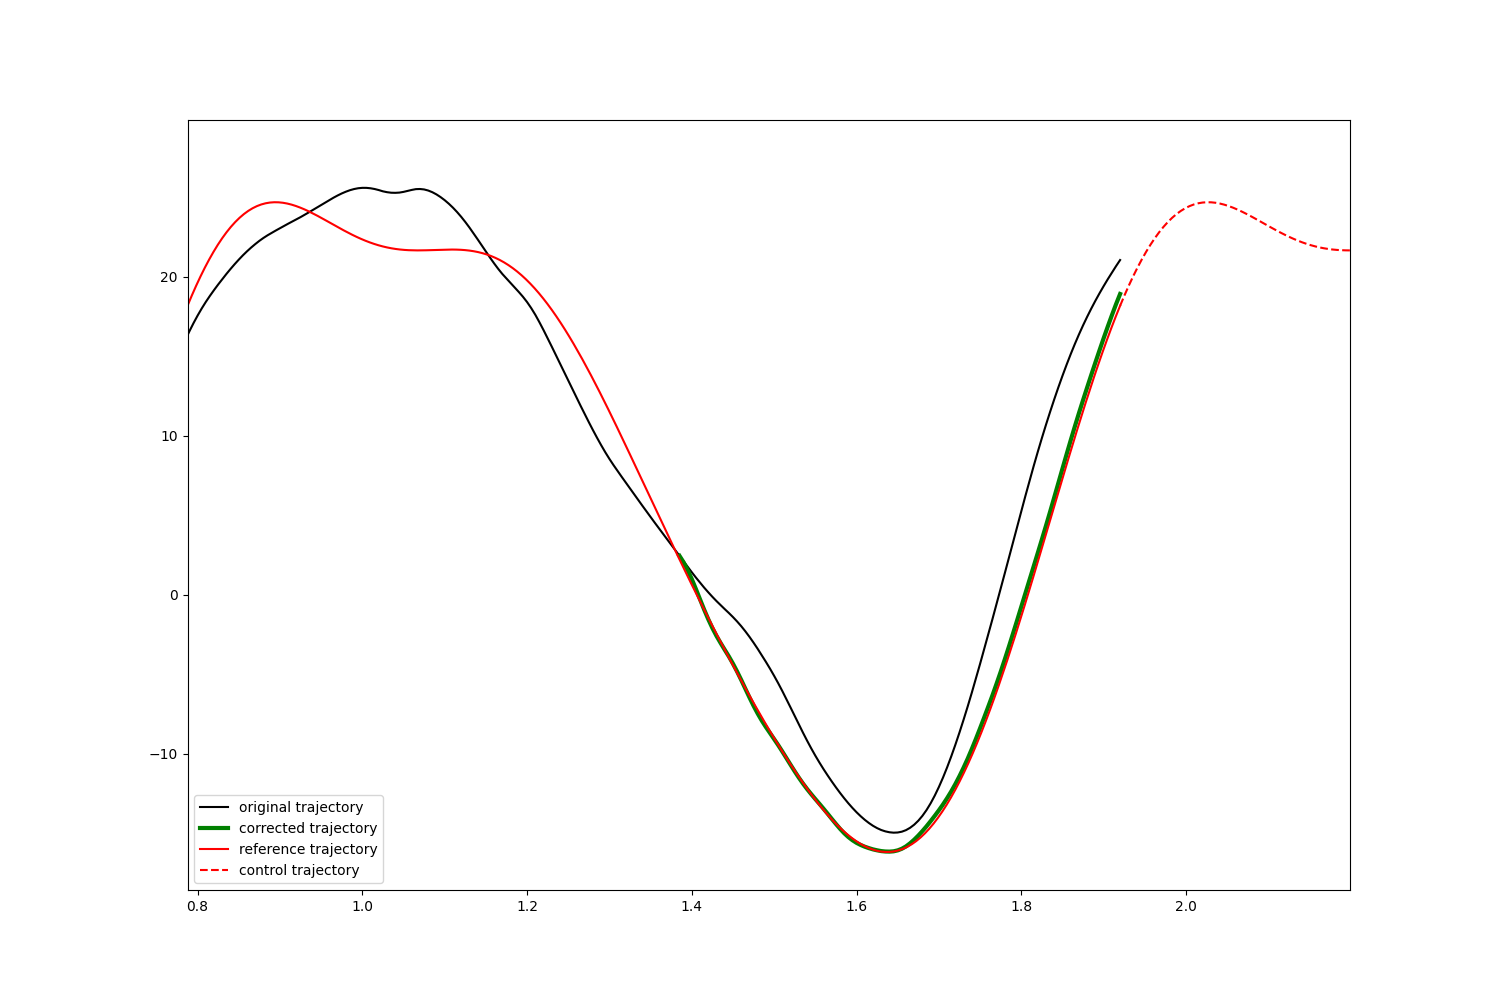 20
10
0
−10
original trajectory
corrected trajectory
reference trajectory
control trajectory
0.8 1.0 1.2 1.4 1.6 1.8 2.0